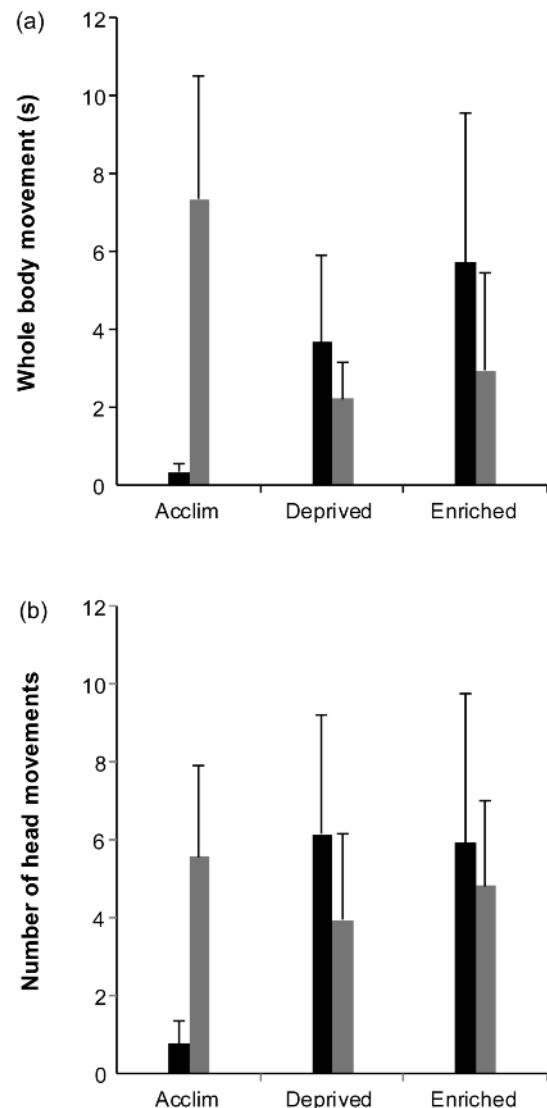 (a)
Whole body movement (s)
12
10
8
6
4
2
0
Acclim Deprived Enriched
(b)
Number of head movements
12
10
8
6
4
2
0
Acclim Deprived Enriched